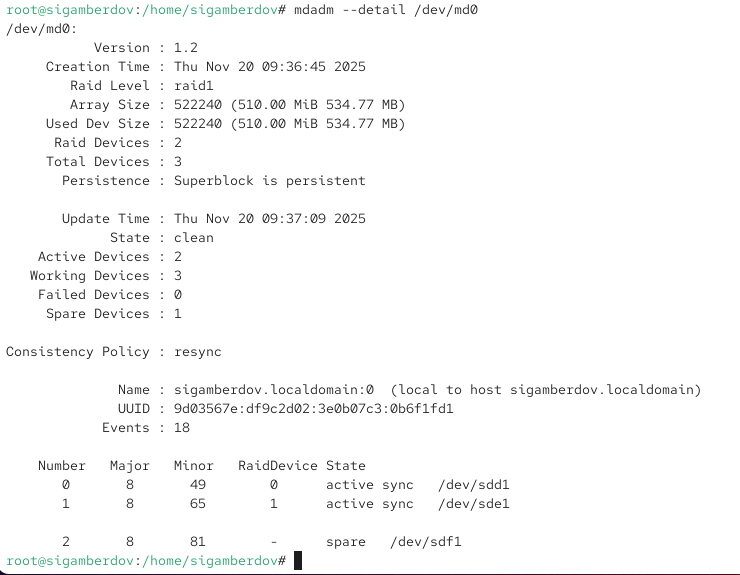 root@sigamberdov:/home/sigamberdov# mdadm --detail /dev/md0
/dev/md0:
Version : 1.2
Creation Time : Thu Nov 20 09:36:45 2025
Raid Level : raid1
Array Size : 522240 (510.00 MiB 534.77 MB)
Used Dev Size : 522240 (510.00 MiB 534.77 MB)
Raid Devices : 2
Total Devices : 3
Persistence : Superblock is persistent
Update Time : Thu Nov 20 09:37:09 2025
State : clean
Active Devices : 2
Working Devices : 3
Failed Devices : 0
Spare Devices : 1
Consistency Policy : resync
Name : sigamberdov.localdomain:0  (local to host sigamberdov.localdomain)
UUID : 9d03567e:df9c2d02:3e0b07c3:0b6f1fd1
Events : 18
Number   Major   Minor   RaidDevice State
0       8       49        0      active sync   /dev/sdd1
1       8       65        1      active sync   /dev/sde1
2       8       81        -      spare   /dev/sdf1
root@sigamberdov:/home/sigamberdov#